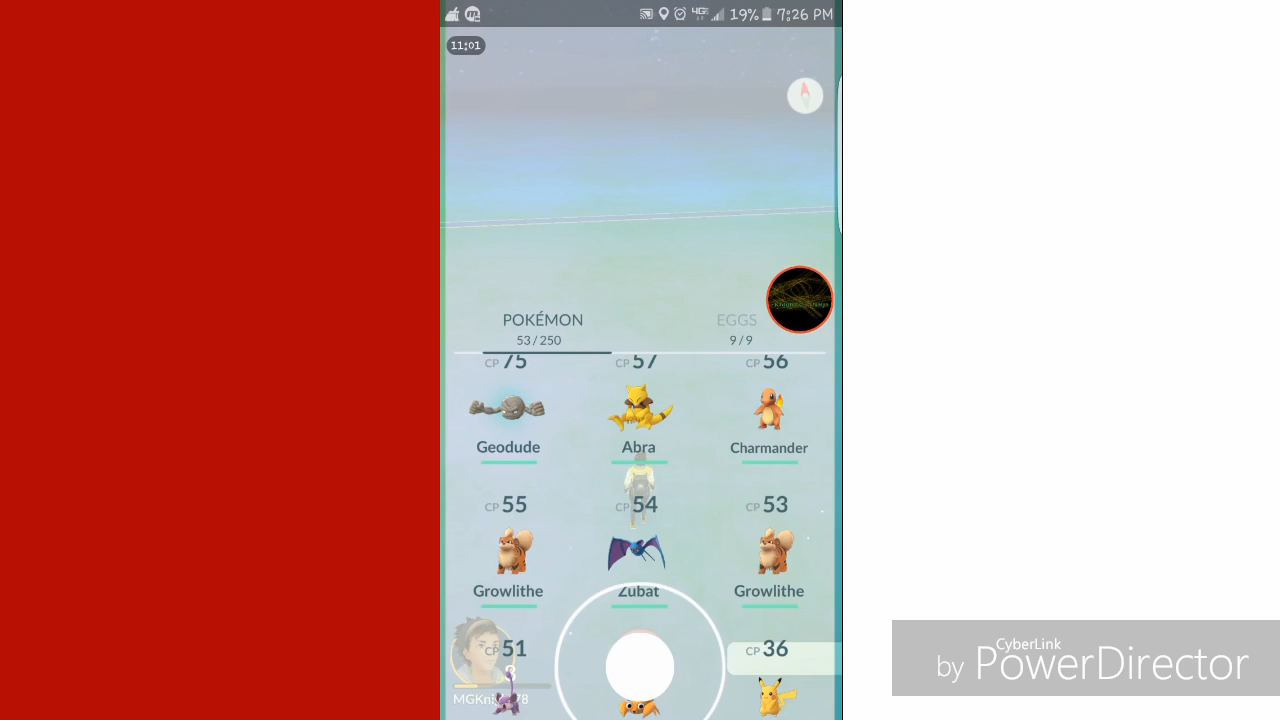 4G 19% 7:26 PM
11:01
POKÉMON EGGS
53 / 250 9 / 9
CP 75 CP 57 CP 56
Geodude Abra Charmander
CP 55 CP 54 CP 53
Growlithe Zubat Growlithe
CP 51 CP 36
CyberLink
by PowerDirector